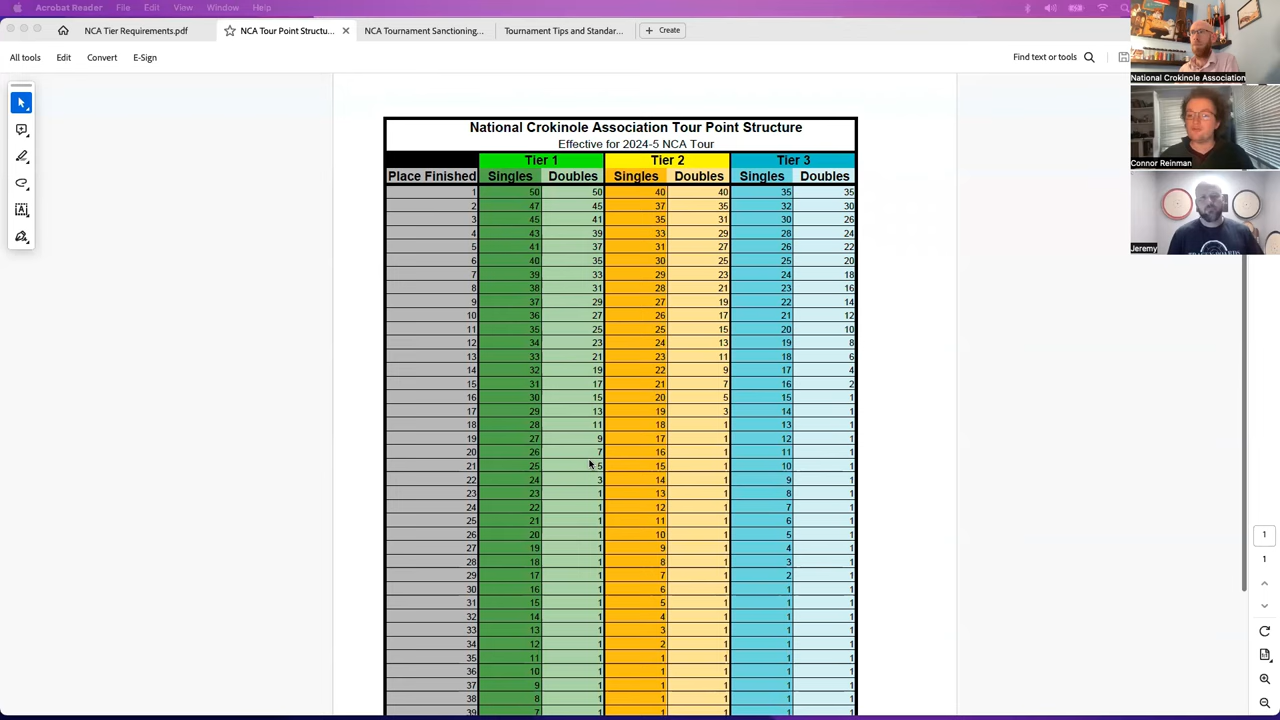 Acrobat Reader File Edit View Window Help
NCA Tier Requirements.pdf NCA Tour Point Structu... × NCA Tournament Sanctioning... Tournament Tips and Standar... + Create
All tools Edit Convert E-Sign Find text or tools
National Crokinole Association
Connor Reinman
Jeremy
National Crokinole Association Tour Point Structure
Effective for 2024-5 NCA Tour
Tier 1 Tier 2 Tier 3
Place Finished Singles Doubles Singles Doubles Singles Doubles
1 50 50 40 40 35 35
2 47 45 37 35 32 30
3 45 41 35 31 30 26
4 43 39 33 29 28 24
5 41 37 31 27 26 22
6 40 35 30 25 25 20
7 39 33 29 23 24 18
8 38 31 28 21 23 16
9 37 29 27 19 22 14
10 36 27 26 17 21 12
11 35 25 25 15 20 10
12 34 23 24 13 19 8
13 33 21 23 11 18 6
14 32 19 22 9 17 4
15 31 17 21 7 16 2
16 30 15 20 5 15 1
17 29 13 19 3 14 1
18 28 11 18 1 13 1
19 27 9 17 1 12 1
20 26 7 16 1 11 1
21 25 5 15 1 10 1
22 24 3 14 1 9 1
23 23 1 13 1 8 1
24 22 1 12 1 7 1
25 21 1 11 1 6 1
26 20 1 10 1 5 1
27 19 1 9 1 4 1
28 18 1 8 1 3 1
29 17 1 7 1 2 1
30 16 1 6 1 1 1
31 15 1 5 1 1 1
32 14 1 4 1 1 1
33 13 1 3 1 1 1
34 12 1 2 1 1 1
35 11 1 1 1 1 1
36 10 1 1 1 1 1
37 9 1 1 1 1 1
38 8 1 1 1 1 1
39 7 1 1 1 1 1
1
1